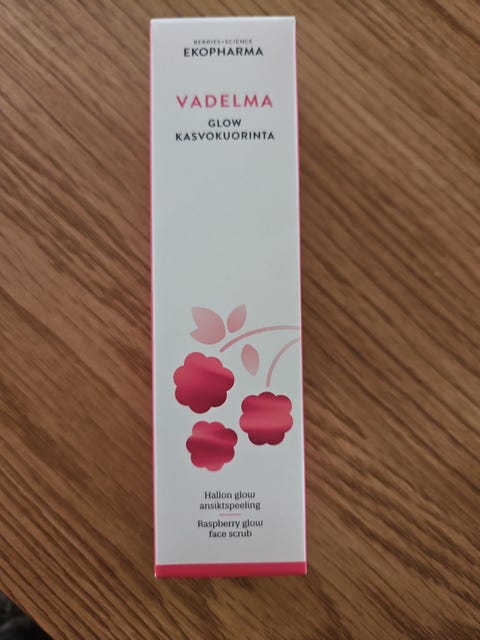 BERRIES+SCIENCE
EKOPHARMA
VADELMA
GLOW
KASVOKUORINTA
Hallon glow
ansiktspeeling
Raspberry glow
face scrub